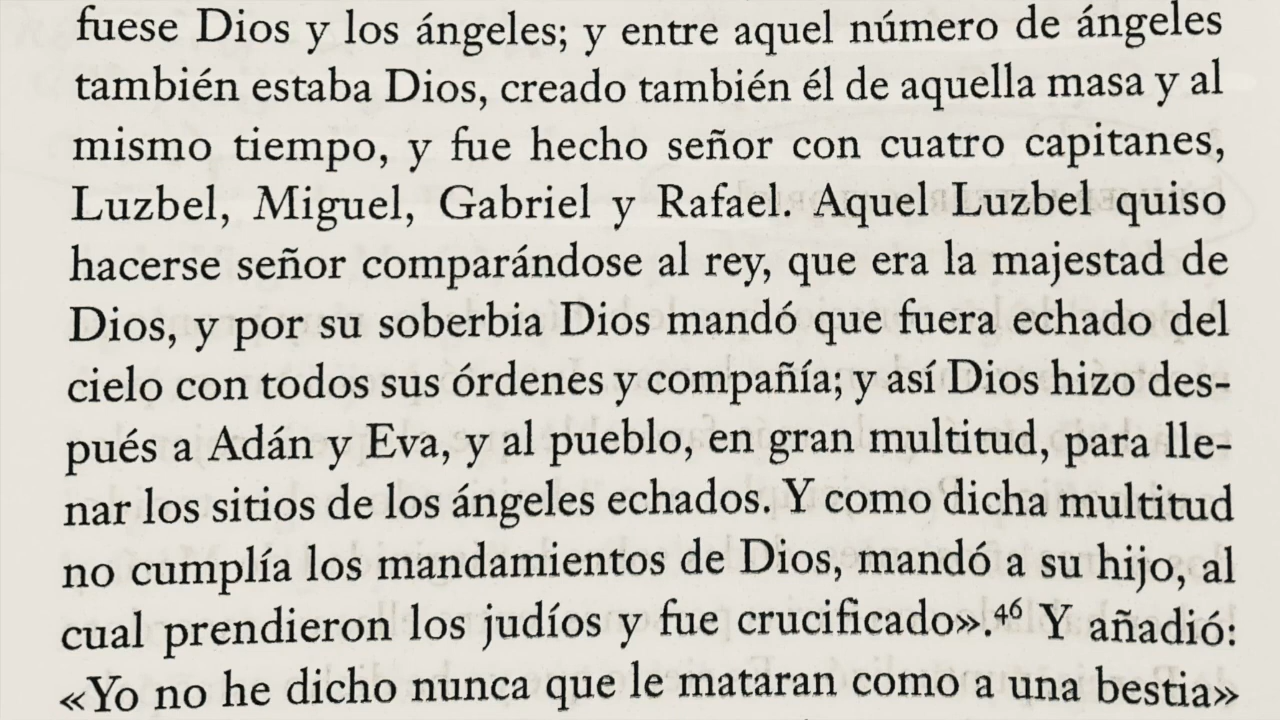 fuese Dios y los ángeles; y entre aquel número de ángeles
también estaba Dios, creado también él de aquella masa y al
mismo tiempo, y fue hecho señor con cuatro capitanes,
Luzbel, Miguel, Gabriel y Rafael. Aquel Luzbel quiso
hacerse señor comparándose al rey, que era la majestad de
Dios, y por su soberbia Dios mandó que fuera echado del
cielo con todos sus órdenes y compañía; y así Dios hizo des-
pués a Adán y Eva, y al pueblo, en gran multitud, para lle-
nar los sitios de los ángeles echados. Y como dicha multitud
no cumplía los mandamientos de Dios, mandó a su hijo, al
cual prendieron los judíos y fue crucificado».⁴⁶ Y añadió:
«Yo no he dicho nunca que le mataran como a una bestia»